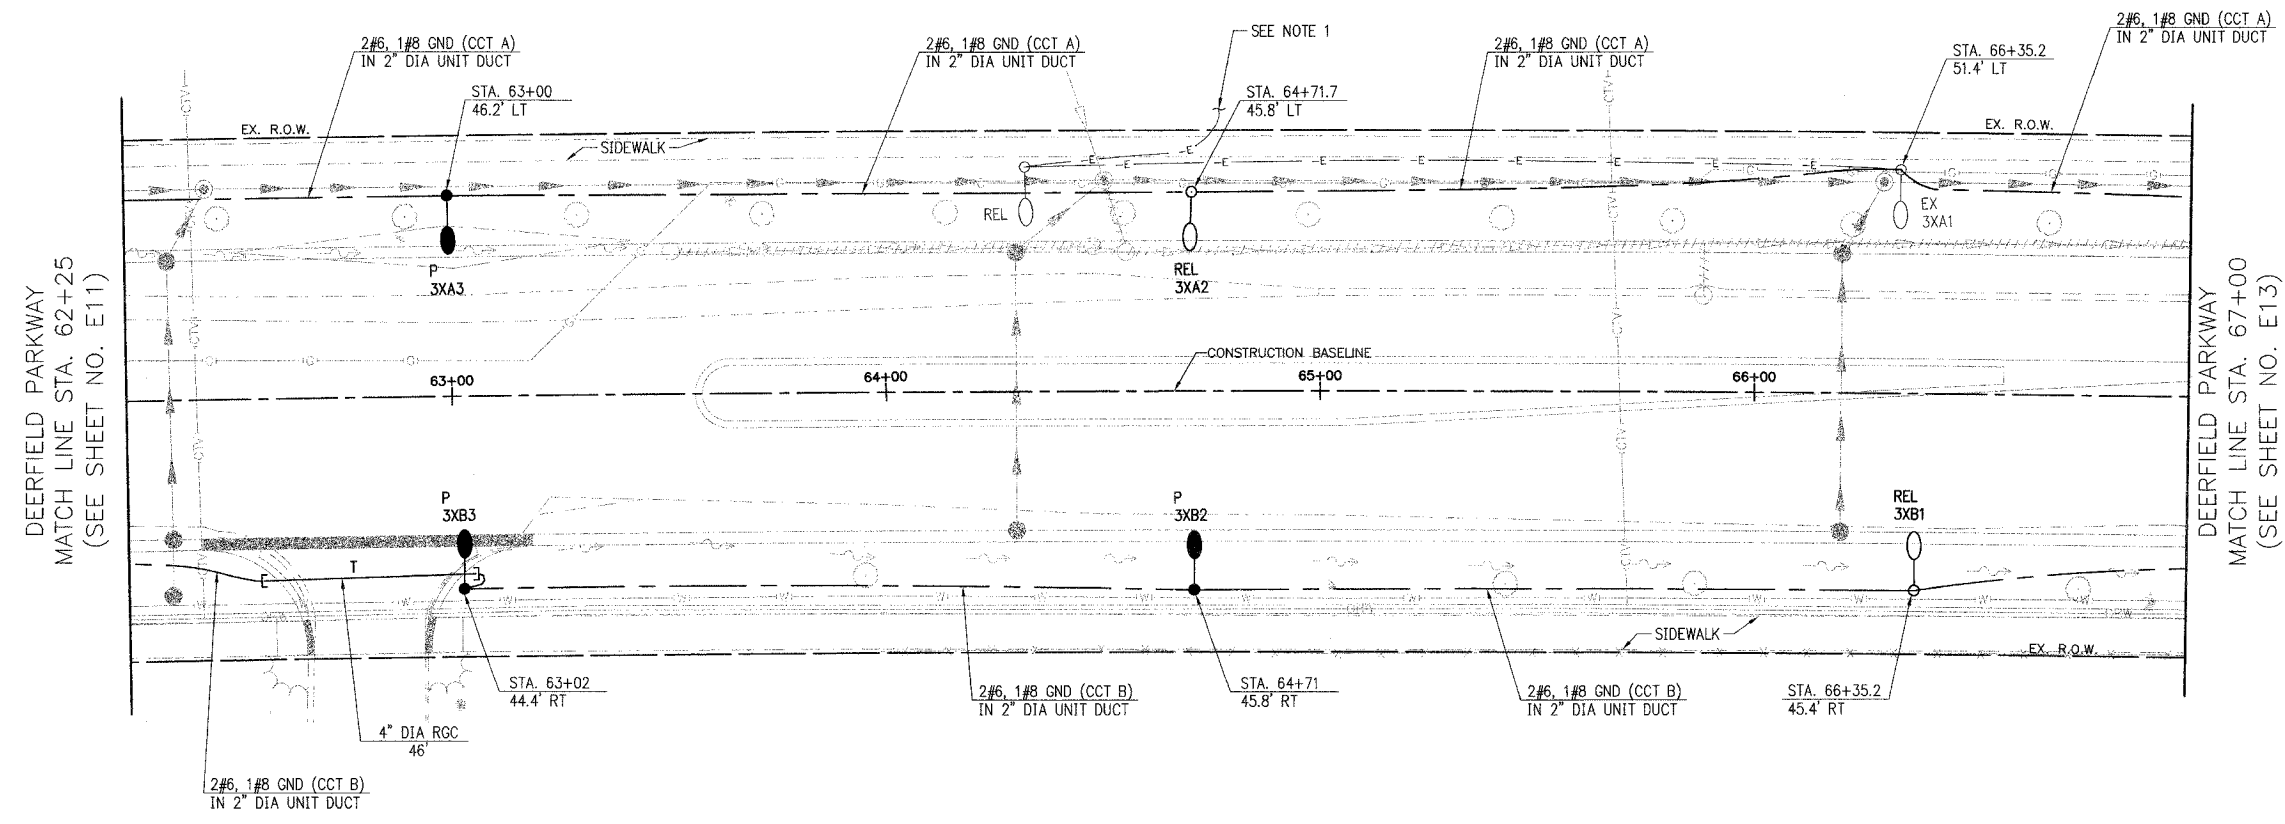 2#6, 1#8 GND (CCT A)
IN 2" DIA UNIT DUCT
STA. 63+00
46.2' LT
2#6, 1#8 GND (CCT A)
IN 2" DIA UNIT DUCT
SEE NOTE 1
STA. 64+71.7
45.8' LT
2#6, 1#8 GND (CCT A)
IN 2" DIA UNIT DUCT
STA. 66+35.2
51.4' LT
2#6, 1#8 GND (CCT A)
IN 2" DIA UNIT DUCT
EX. R.O.W.
SIDEWALK
EX. R.O.W.
E E E E E E E E E
REL
EX
3XA1
P
3XA3
REL
3XA2
DEERFIELD PARKWAY
MATCH LINE STA. 62+25
(SEE SHEET NO. E11)
CONSTRUCTION BASELINE
63+00
64+00
65+00
66+00
DEERFIELD PARKWAY
MATCH LINE STA. 67+00
(SEE SHEET NO. E13)
P
3XB3
P
3XB2
REL
3XB1
T
SIDEWALK
EX. R.O.W.
STA. 63+02
44.4' RT
2#6, 1#8 GND (CCT B)
IN 2" DIA UNIT DUCT
STA. 64+71
45.8' RT
2#6, 1#8 GND (CCT B)
IN 2" DIA UNIT DUCT
STA. 66+35.2
45.4' RT
4" DIA RGC
46'
2#6, 1#8 GND (CCT B)
IN 2" DIA UNIT DUCT